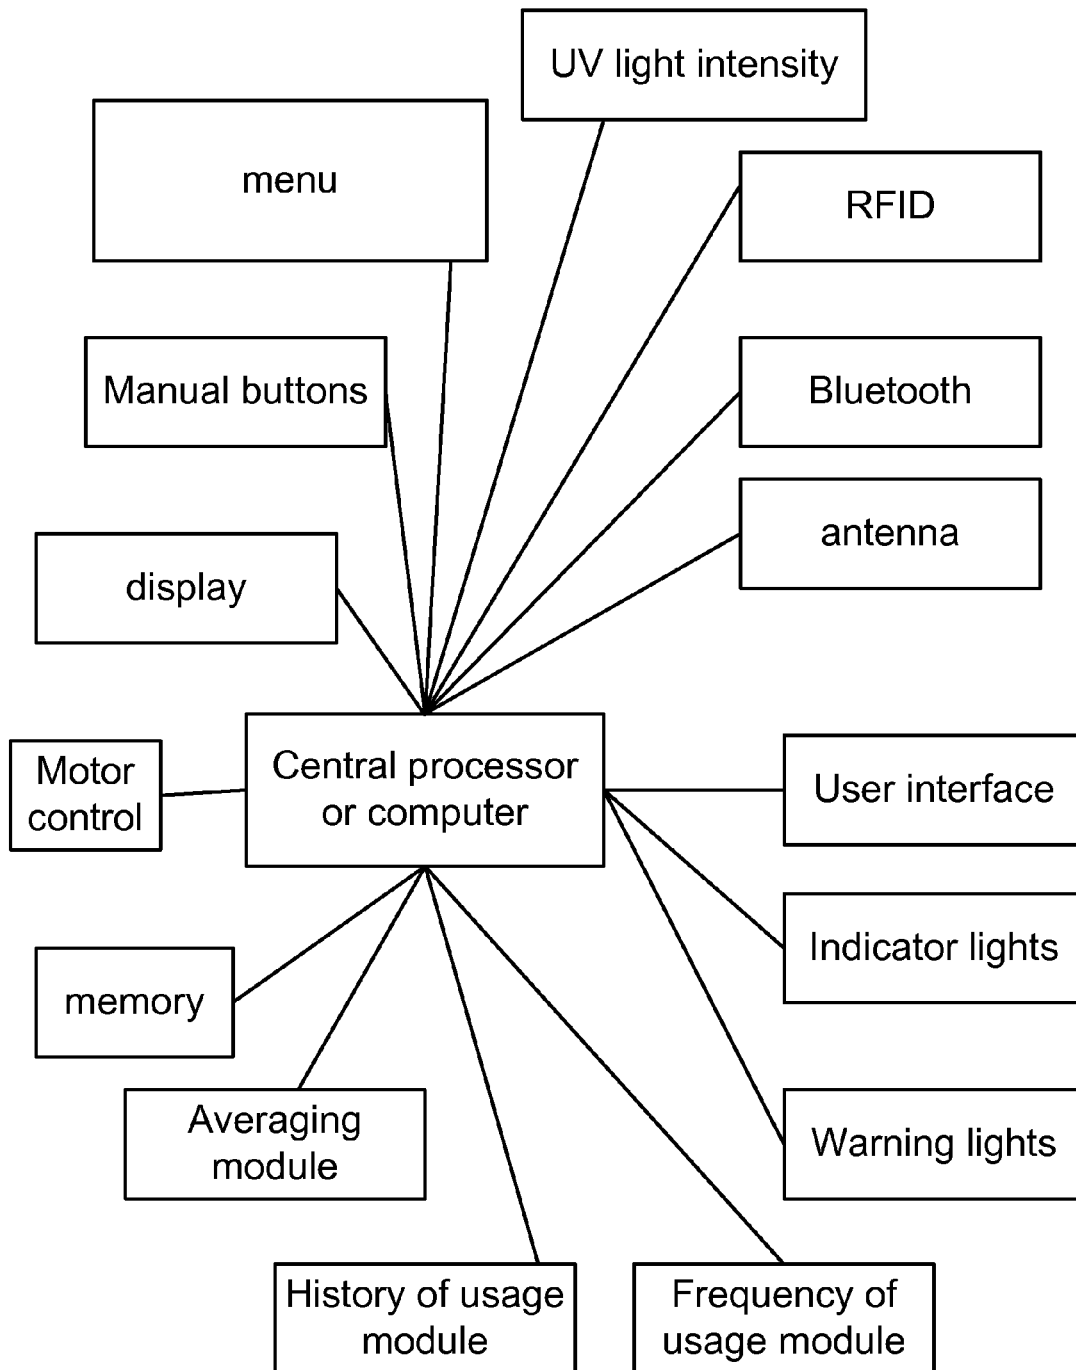 UV light intensity
menu
RFID
Manual buttons
Bluetooth
antenna
display
Central processor
or computer
Motor
control
User interface
Indicator lights
memory
Averaging
module
Warning lights
History of usage
module
Frequency of
usage module